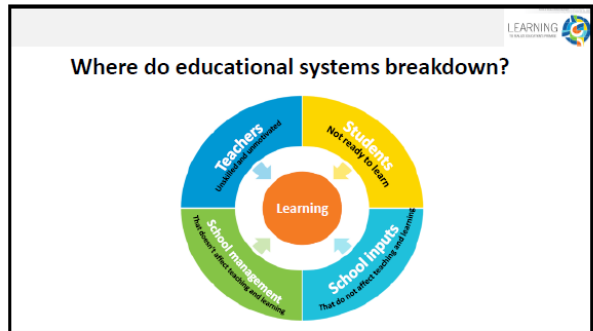 LEARNING
Where do educational systems breakdown?
Teachers
Unskilled and unmotivated
Students
Not ready to learn
Learning
School management
That doesn't affect teaching and learning
School inputs
That do not affect teaching and learning